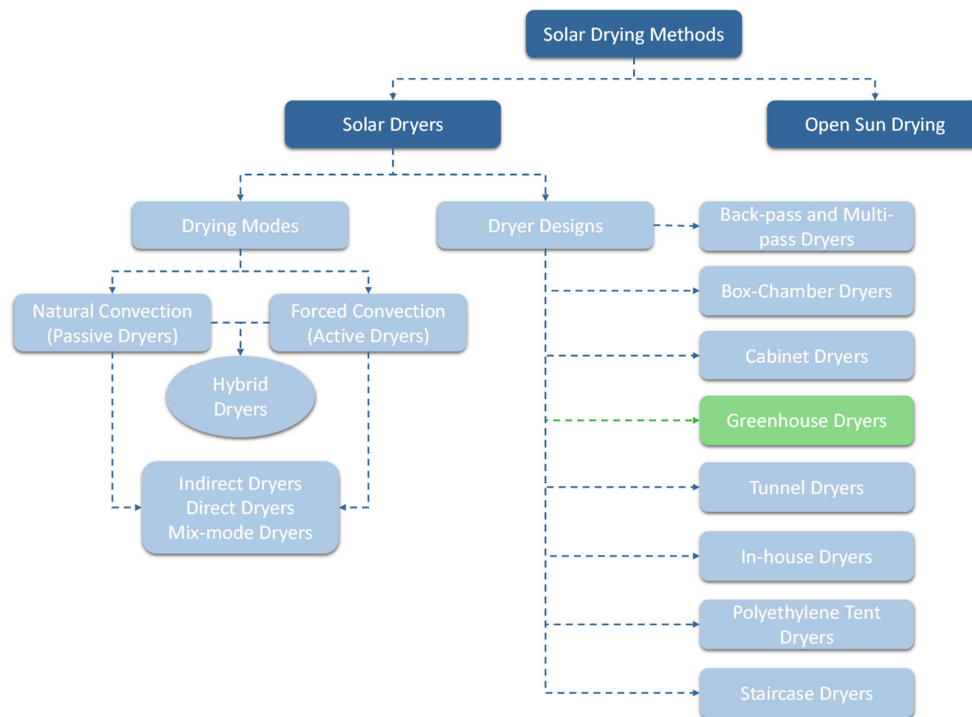 Solar Drying Methods
Solar Dryers
Open Sun Drying
Drying Modes
Dryer Designs
Back-pass and Multi-
pass Dryers
Natural Convection
(Passive Dryers)
Forced Convection
(Active Dryers)
Box-Chamber Dryers
Cabinet Dryers
Hybrid
Dryers
Greenhouse Dryers
Indirect Dryers
Direct Dryers
Mix-mode Dryers
Tunnel Dryers
In-house Dryers
Polyethylene Tent
Dryers
Staircase Dryers